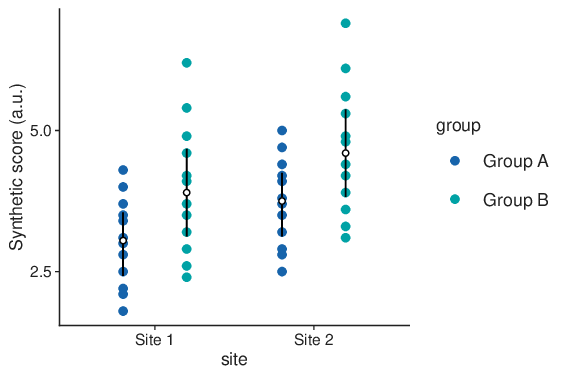 Synthetic score (a.u.)
5.0
2.5
Site 1
Site 2
site
group
Group A
Group B